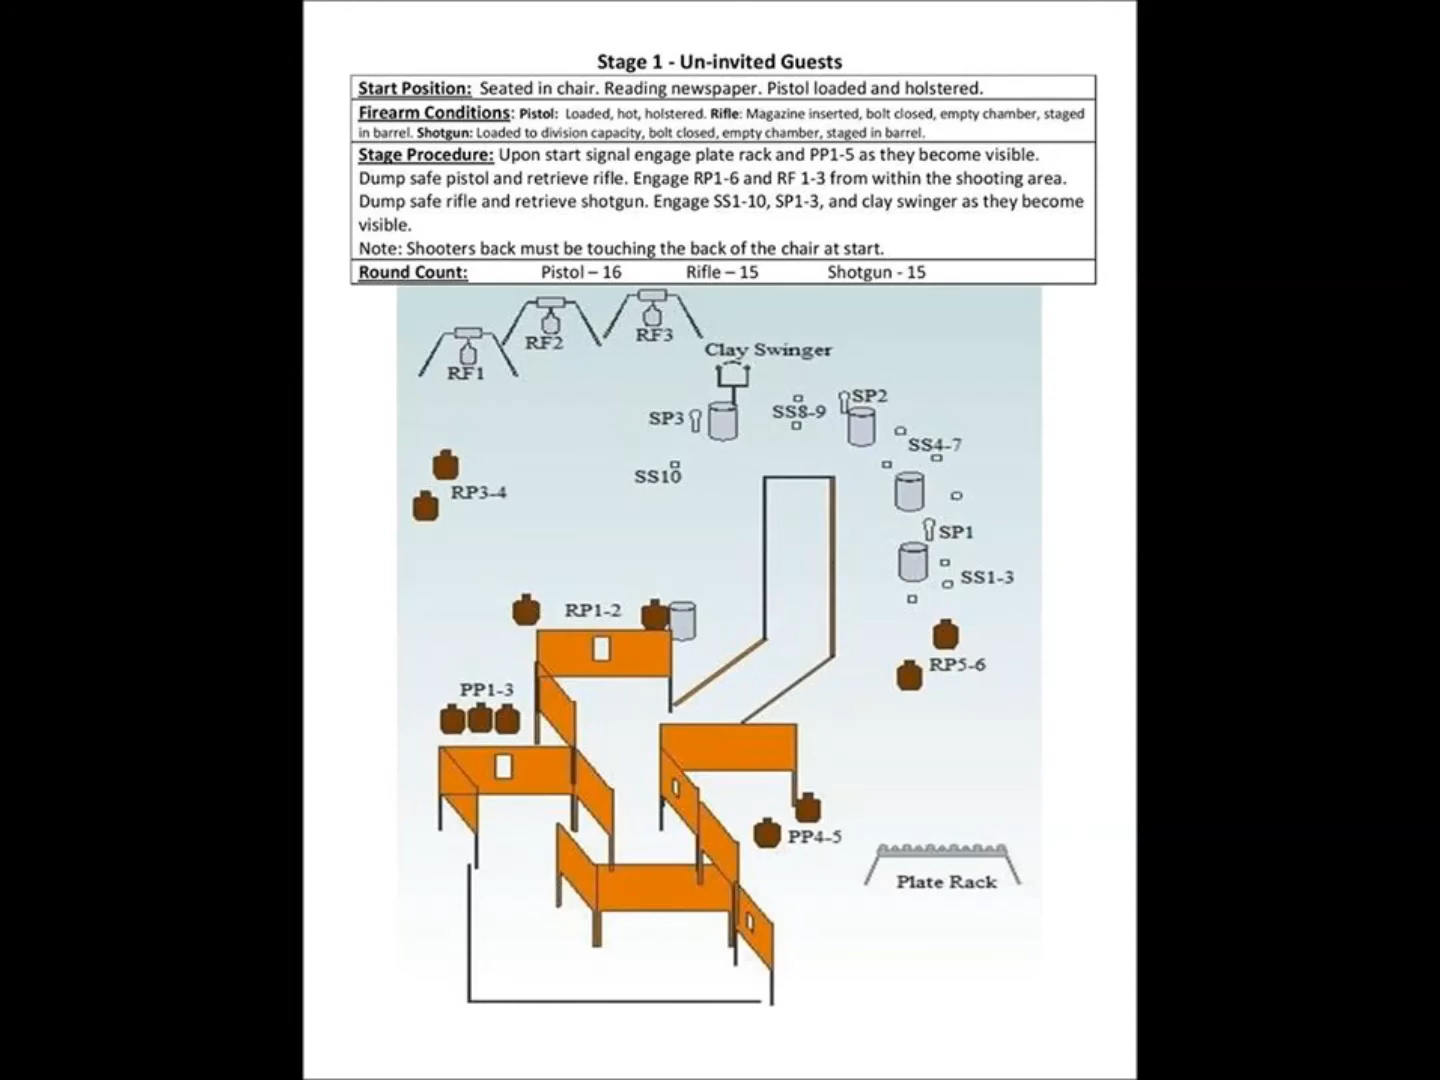 Stage 1 - Un-invited Guests
Start Position: Seated in chair. Reading newspaper. Pistol loaded and holstered.
Firearm Conditions: Pistol: Loaded, hot, holstered. Rifle: Magazine inserted, bolt closed, empty chamber, staged
in barrel. Shotgun: Loaded to division capacity, bolt closed, empty chamber, staged in barrel.
Stage Procedure: Upon start signal engage plate rack and PP1-5 as they become visible.
Dump safe pistol and retrieve rifle. Engage RP1-6 and RF 1-3 from within the shooting area.
Dump safe rifle and retrieve shotgun. Engage SS1-10, SP1-3, and clay swinger as they become
visible.
Note: Shooters back must be touching the back of the chair at start.
Round Count: Pistol – 16 Rifle – 15 Shotgun - 15
RF1
RF2
RF3
Clay Swinger
SP3
SS8-9
SP2
SS4-7
SS10
RP3-4
SP1
SS1-3
RP1-2
RP5-6
PP1-3
PP4-5
Plate Rack